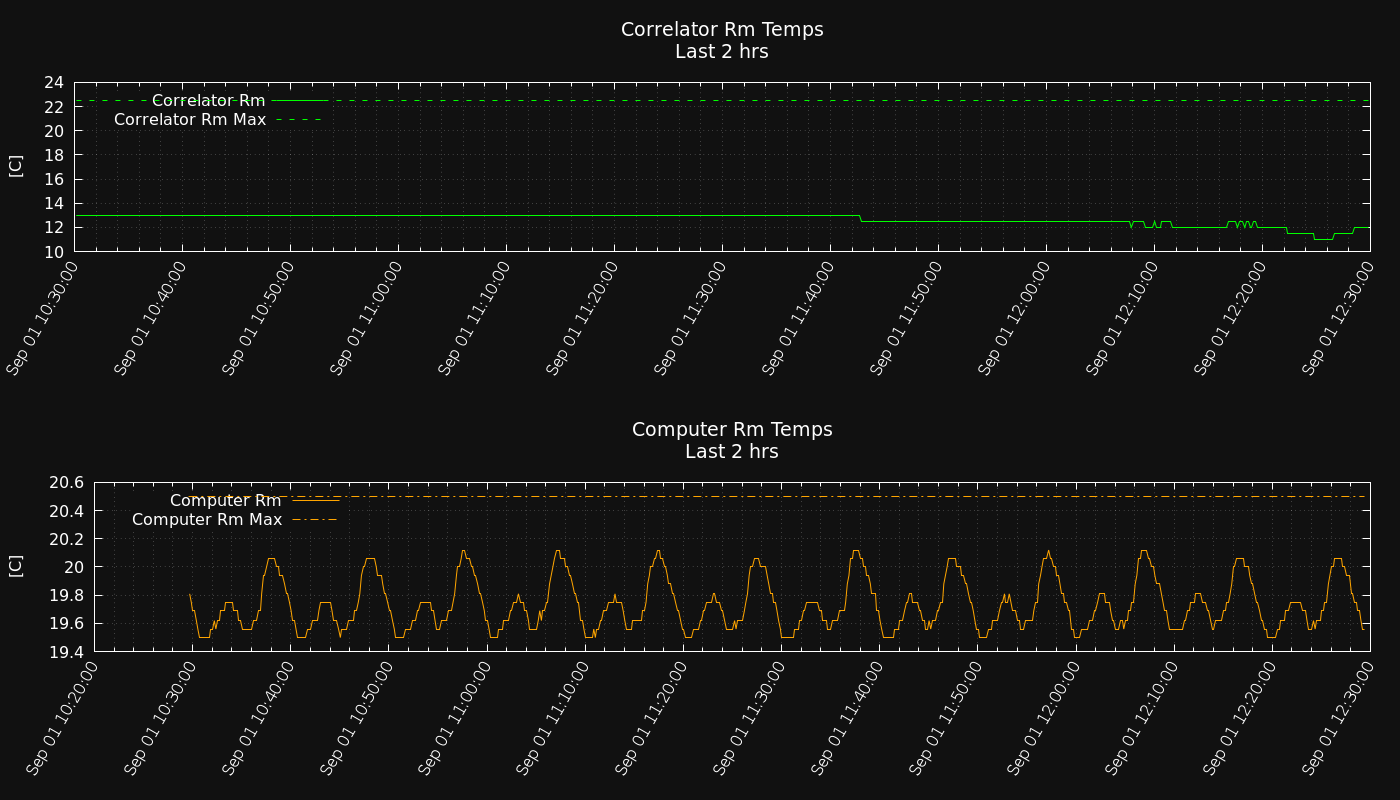 Correlator Rm Temps
Last 2 hrs
24
22
20
18
16
14
12
10
[C]
Correlator Rm
Correlator Rm Max
Sep 01 10:30:00
Sep 01 10:40:00
Sep 01 10:50:00
Sep 01 11:00:00
Sep 01 11:10:00
Sep 01 11:20:00
Sep 01 11:30:00
Sep 01 11:40:00
Sep 01 11:50:00
Sep 01 12:00:00
Sep 01 12:10:00
Sep 01 12:20:00
Sep 01 12:30:00
Computer Rm Temps
Last 2 hrs
20.6
20.4
20.2
20
19.8
19.6
19.4
[C]
Computer Rm
Computer Rm Max
Sep 01 10:20:00
Sep 01 10:30:00
Sep 01 10:40:00
Sep 01 10:50:00
Sep 01 11:00:00
Sep 01 11:10:00
Sep 01 11:20:00
Sep 01 11:30:00
Sep 01 11:40:00
Sep 01 11:50:00
Sep 01 12:00:00
Sep 01 12:10:00
Sep 01 12:20:00
Sep 01 12:30:00